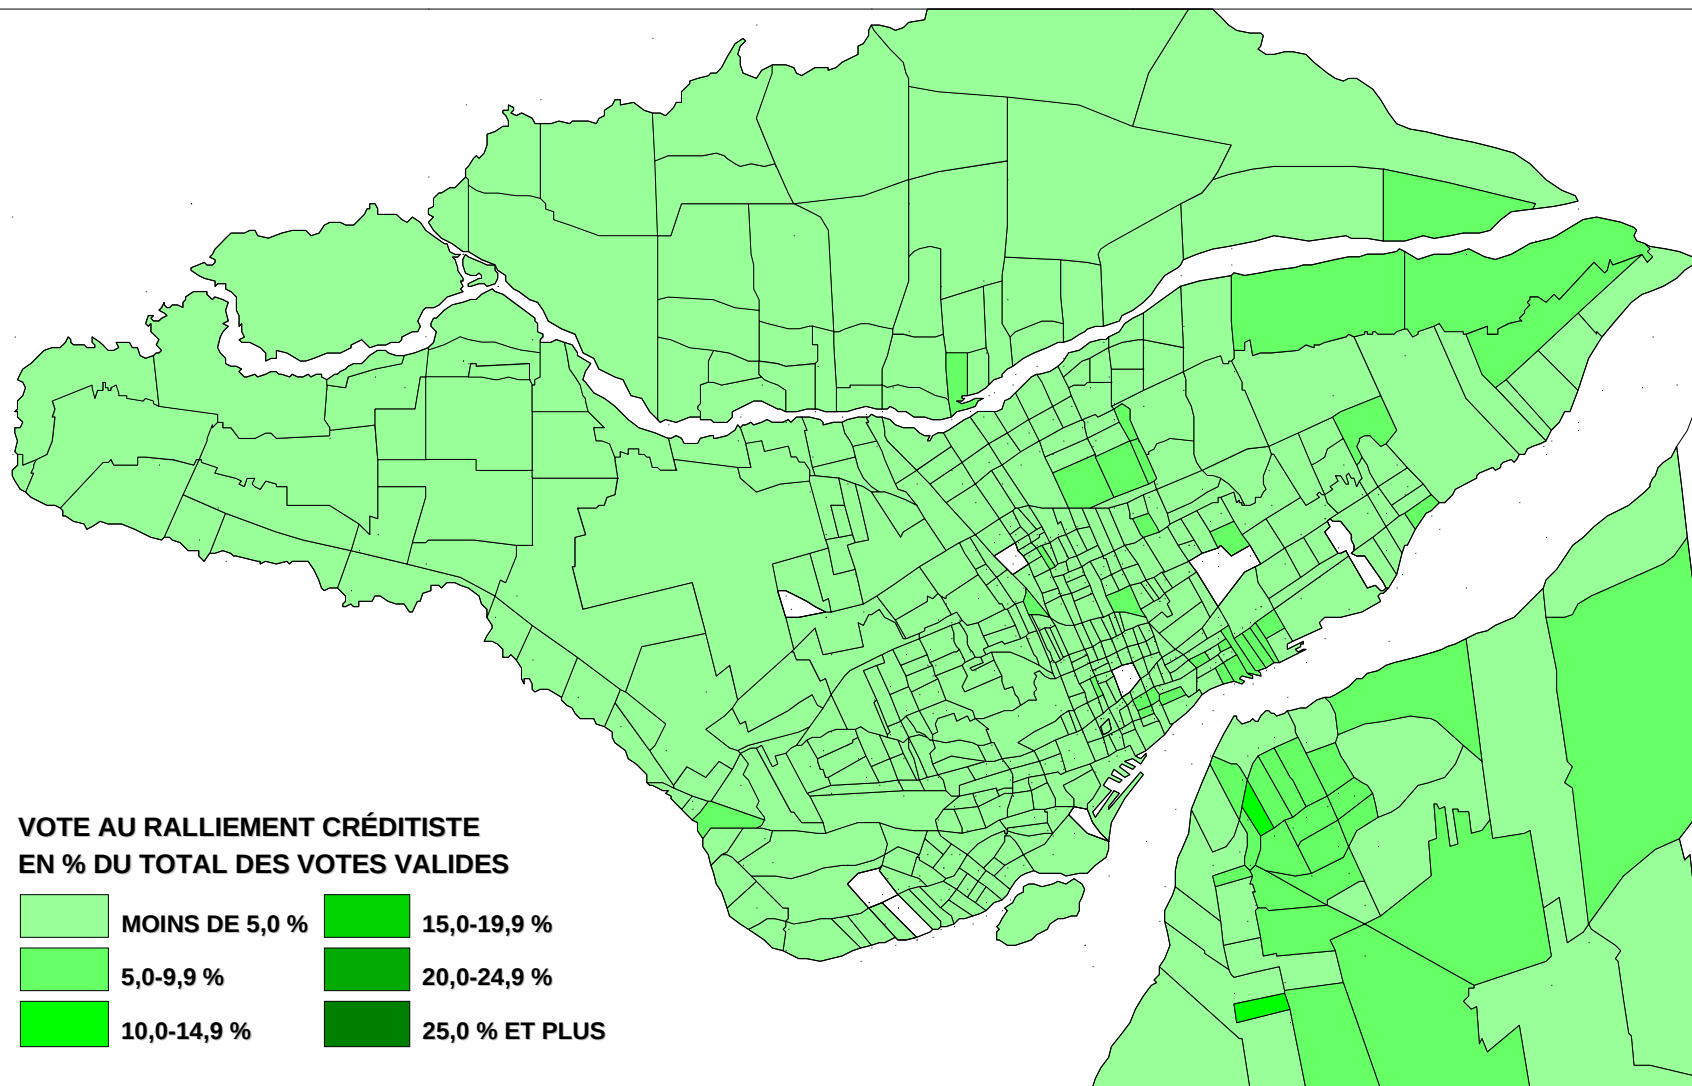 VOTE AU RALLIEMENT CRÉDITISTE
EN % DU TOTAL DES VOTES VALIDES
MOINS DE 5,0 %
15,0-19,9 %
5,0-9,9 %
20,0-24,9 %
10,0-14,9 %
25,0 % ET PLUS